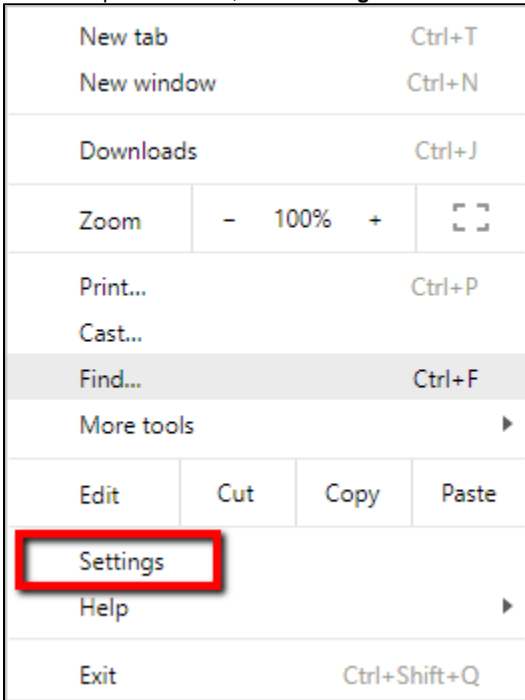 New tab Ctrl+T
New window Ctrl+N
Downloads Ctrl+J
Zoom - 100% +
Print... Ctrl+P
Cast...
Find... Ctrl+F
More tools
Edit Cut Copy Paste
Settings
Help
Exit Ctrl+Shift+Q